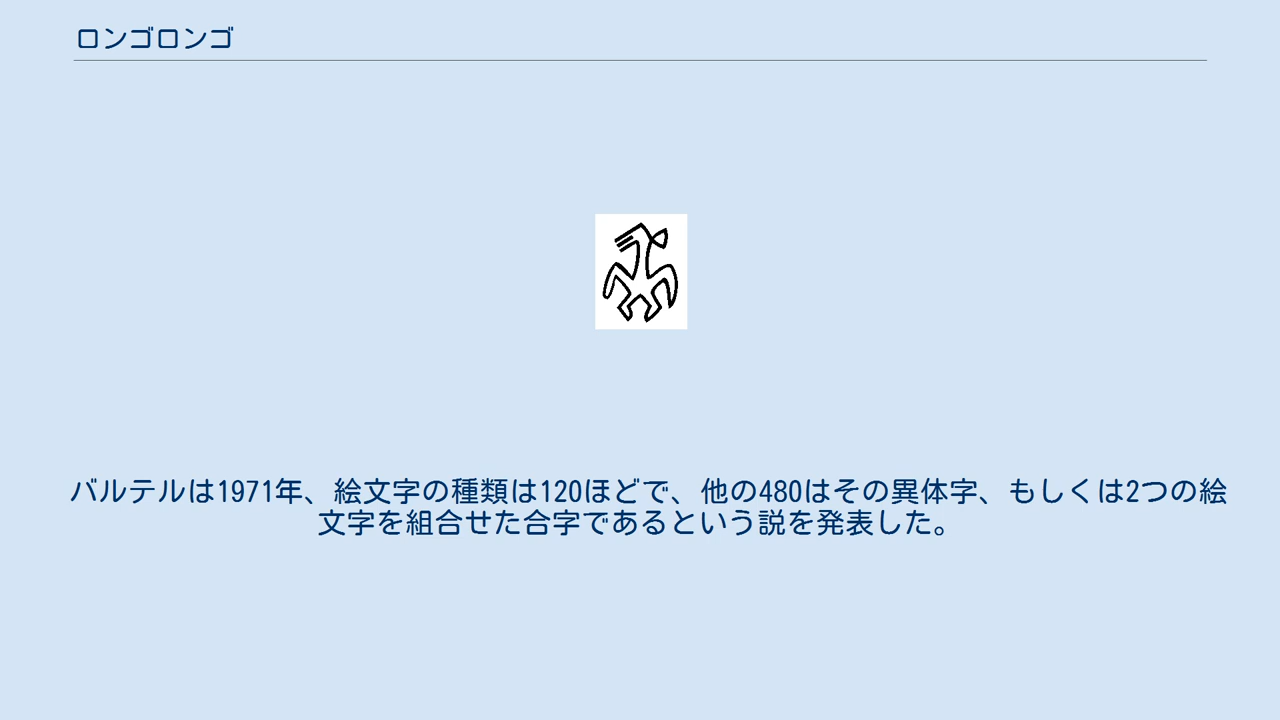 ロンゴロンゴ
バルテルは1971年、絵文字の種類は120ほどで、他の480はその異体字、もしくは2つの絵
文字を組合せた合字であるという説を発表した。